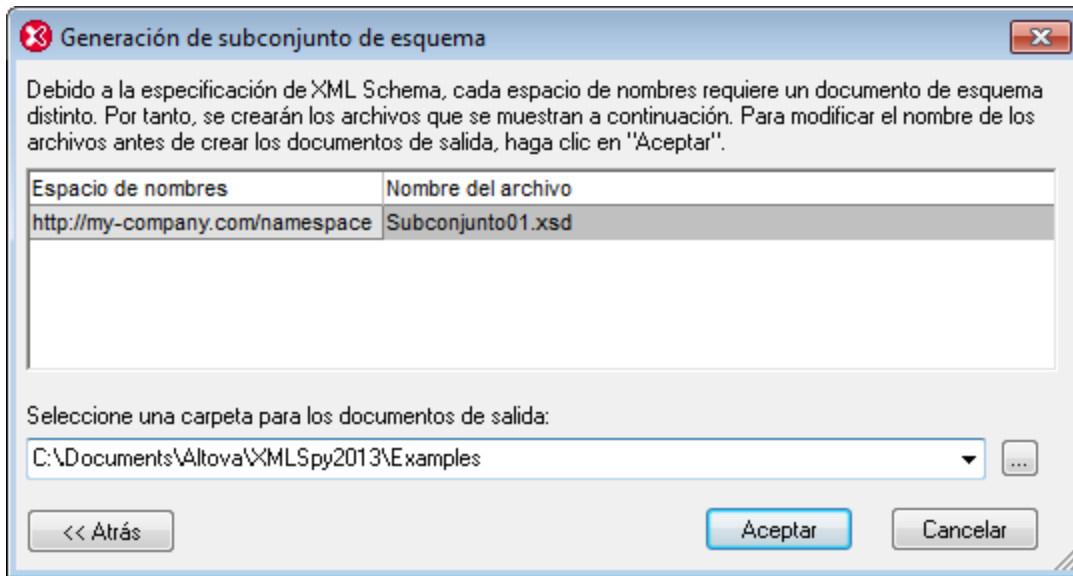 Generación de subconjunto de esquema
Debido a la especificación de XML Schema, cada espacio de nombres requiere un documento de esquema
distinto. Por tanto, se crearán los archivos que se muestran a continuación. Para modificar el nombre de los
archivos antes de crear los documentos de salida, haga clic en "Aceptar".
Espacio de nombres Nombre del archivo
http://my-company.com/namespace Subconjunto01.xsd
Seleccione una carpeta para los documentos de salida:
C:\Documents\Altova\XMLSpy2013\Examples ...
<< Atrás Aceptar Cancelar